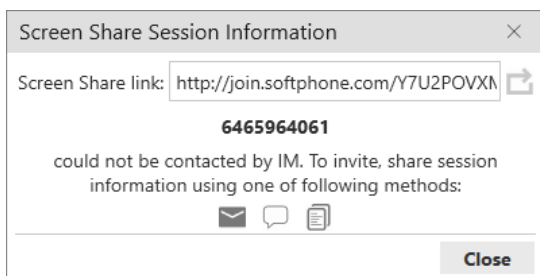 Screen Share Session Information
Screen Share link: http://join.softphone.com/Y7U2POVXM
6465964061
could not be contacted by IM. To invite, share session
information using one of following methods:
Close